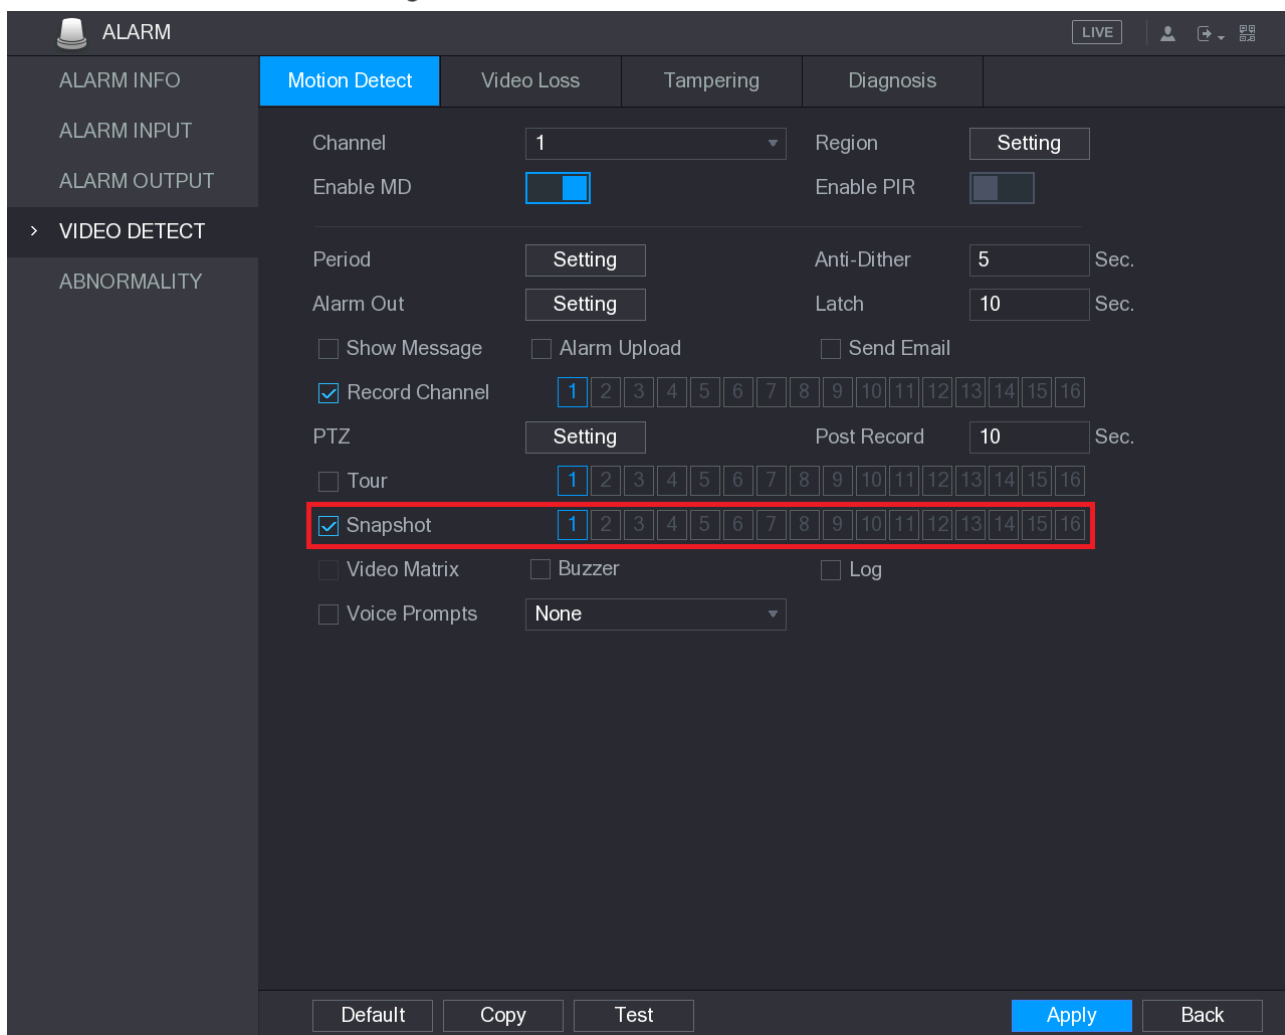 ALARM LIVE
ALARM INFO
ALARM INPUT
ALARM OUTPUT
VIDEO DETECT
ABNORMALITY
Motion Detect Video Loss Tampering Diagnosis
Channel 1 Region Setting
Enable MD Enable PIR
Period Setting Anti-Dither 5 Sec.
Alarm Out Setting Latch 10 Sec.
Show Message Alarm Upload Send Email
Record Channel 1 2 3 4 5 6 7 8 9 10 11 12 13 14 15 16
PTZ Setting Post Record 10 Sec.
Tour 1 2 3 4 5 6 7 8 9 10 11 12 13 14 15 16
Snapshot 1 2 3 4 5 6 7 8 9 10 11 12 13 14 15 16
Video Matrix Buzzer Log
Voice Prompts None
Default Copy Test Apply Back